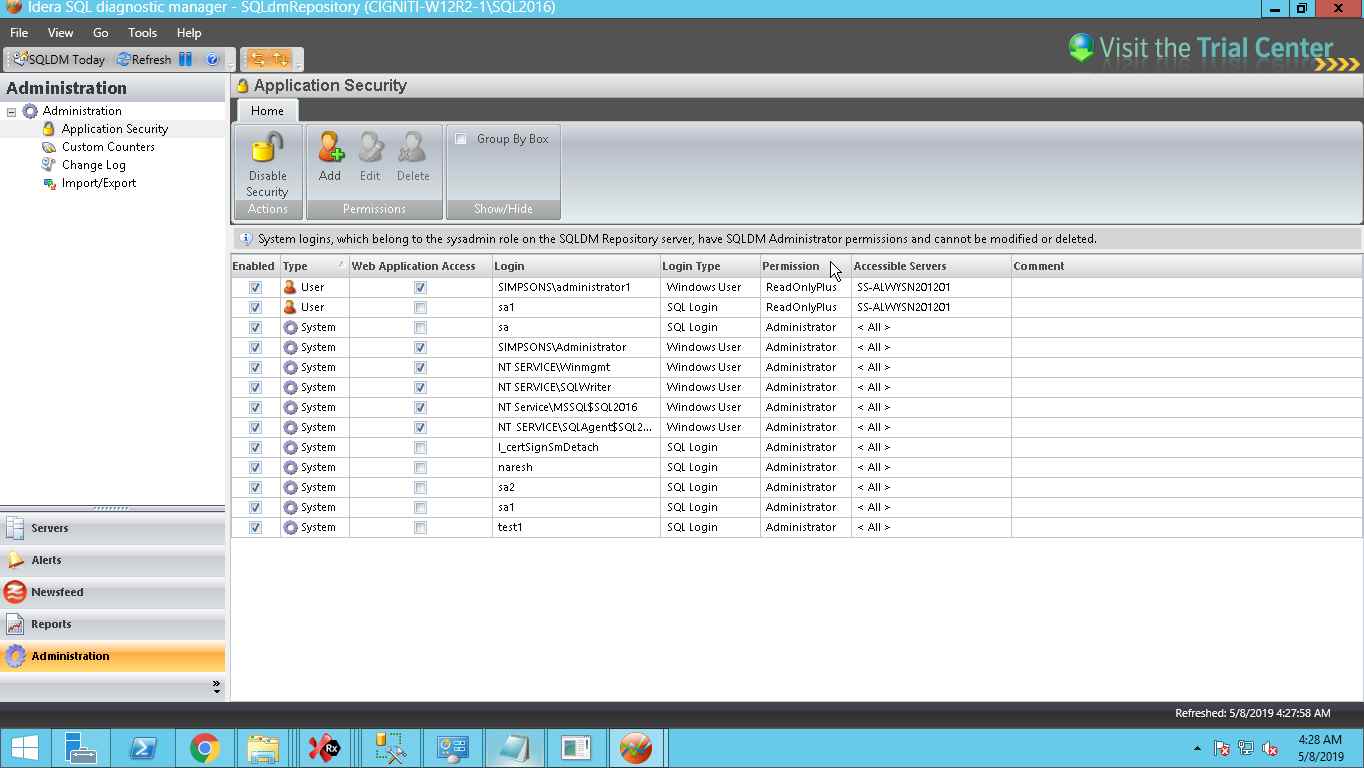 Idera SQL diagnostic manager - SQLdmRepository (CIGNITI-W12R2-1\SQL2016)
File View Go Tools Help
SQLDM Today Refresh
Visit the Trial Center
Administration
Administration
Application Security
Custom Counters
Change Log
Import/Export
Servers
Alerts
Newsfeed
Reports
Administration
Application Security
Home
Disable Security
Actions
Add Edit Delete
Permissions
Group By Box
Show/Hide
System logins, which belong to the sysadmin role on the SQLDM Repository server, have SQLDM Administrator permissions and cannot be modified or deleted.
Enabled Type Web Application Access Login Login Type Permission Accessible Servers Comment
User SIMPSONS\administrator1 Windows User ReadOnlyPlus SS-ALWYSN201201
User sa1 SQL Login ReadOnlyPlus SS-ALWYSN201201
System sa SQL Login Administrator < All >
System SIMPSONS\Administrator Windows User Administrator < All >
System NT SERVICE\Winmgmt Windows User Administrator < All >
System NT SERVICE\SQLWriter Windows User Administrator < All >
System NT Service\MSSQL$SQL2016 Windows User Administrator < All >
System NT SERVICE\SQLAgent$SQL2... Windows User Administrator < All >
System l_certSignSmDetach SQL Login Administrator < All >
System naresh SQL Login Administrator < All >
System sa2 SQL Login Administrator < All >
System sa1 SQL Login Administrator < All >
System test1 SQL Login Administrator < All >
Refreshed: 5/8/2019 4:27:58 AM
Rx
4:28 AM
5/8/2019